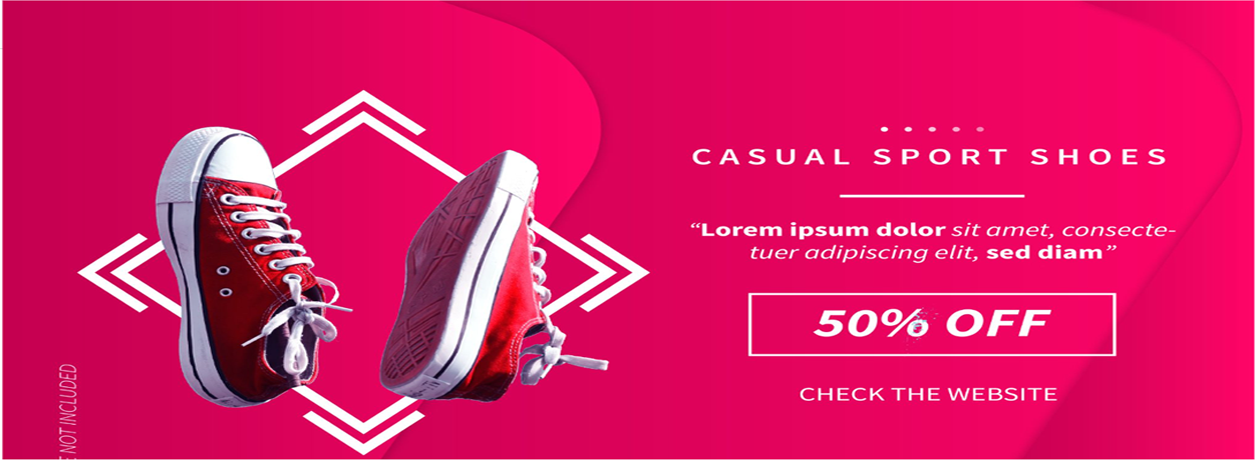 CASUAL SPORT SHOES
“Lorem ipsum dolor sit amet, consecte-
tuer adipiscing elit, sed diam”
50% OFF
CHECK THE WEBSITE
NOT INCLUDED